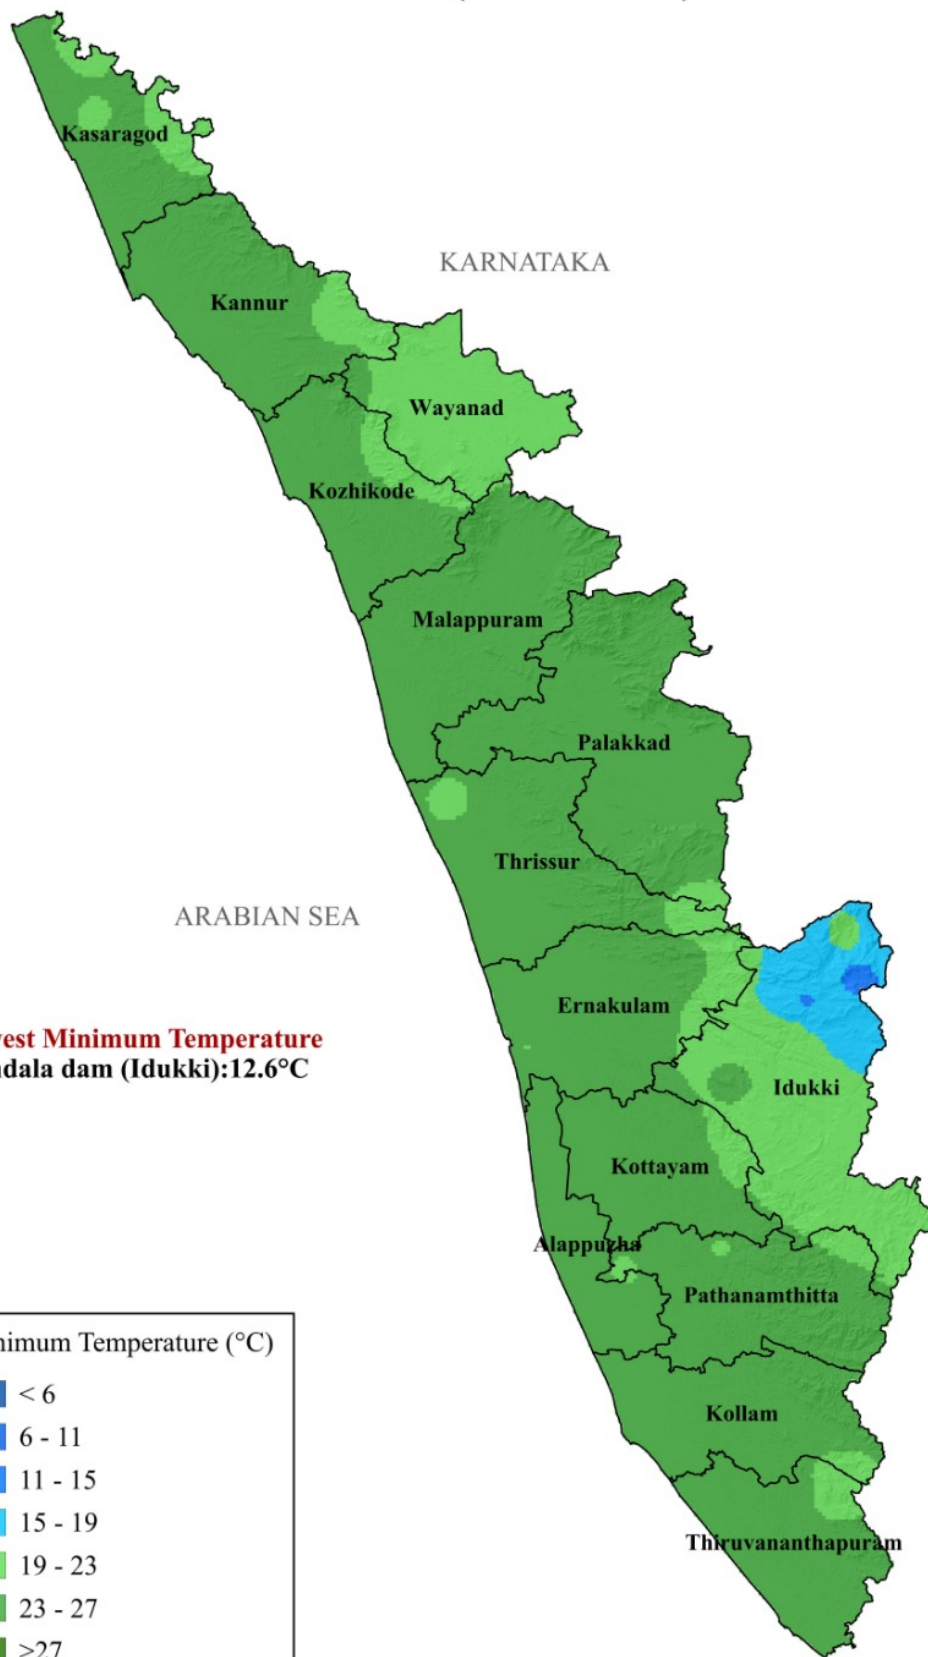 Kasaragod
KARNATAKA
Kannur
Wayanad
Kozhikode
Malappuram
Palakkad
Thrissur
ARABIAN SEA
Ernakulam
est Minimum Temperature
dala dam (Idukki):12.6°C
Idukki
Kottayam
Alappuzha
Pathanamthitta
nimum Temperature (°C)
< 6
6 - 11
11 - 15
15 - 19
19 - 23
23 - 27
>27
Kollam
Thiruvananthapuram